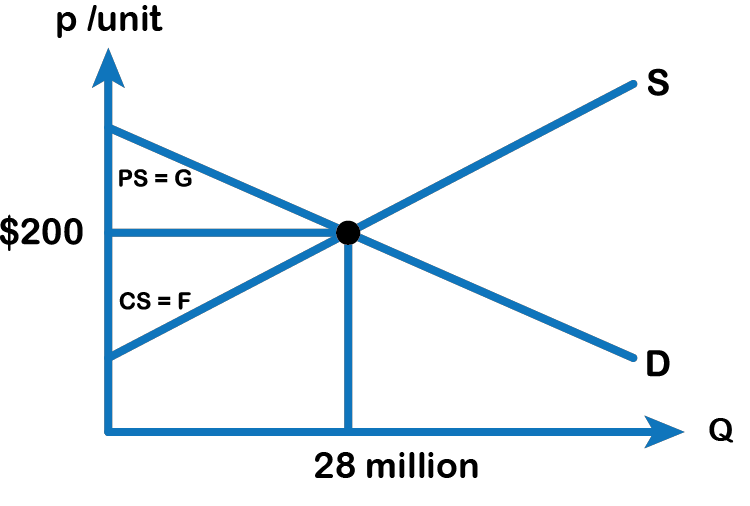 p /unit
S
PS = G
$200
CS = F
D
Q
28 million